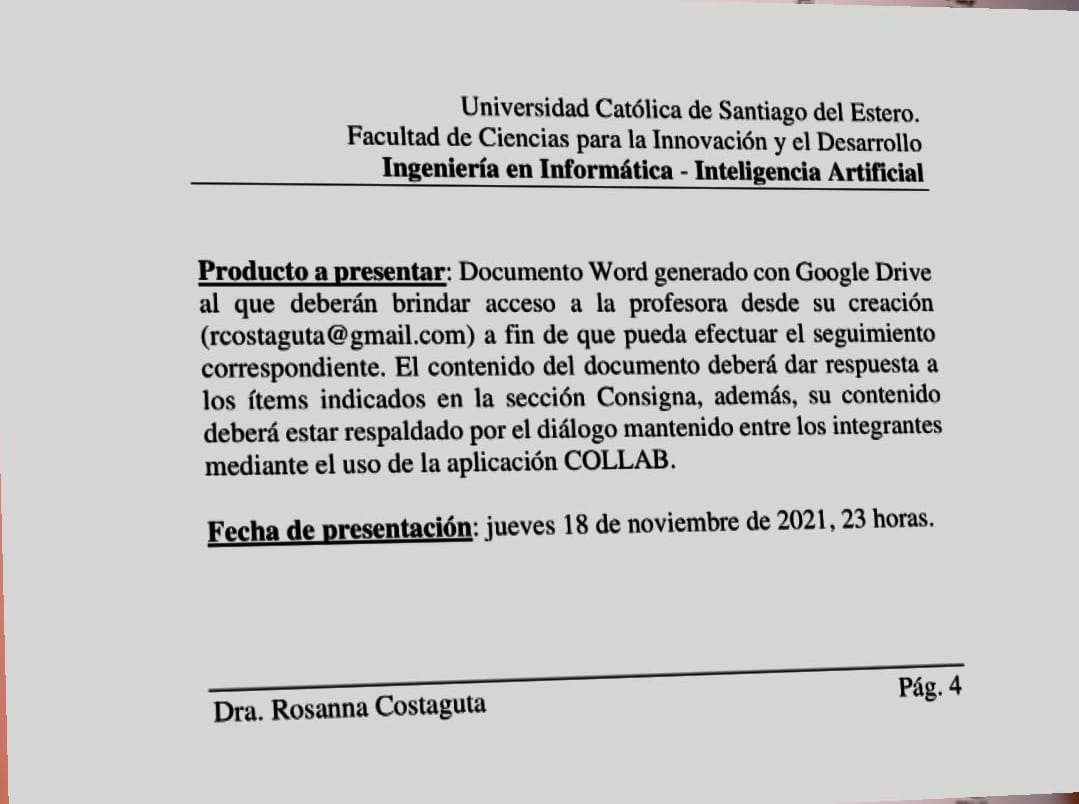 Universidad Católica de Santiago del Estero.
Facultad de Ciencias para la Innovación y el Desarrollo
Ingeniería en Informática - Inteligencia Artificial
Producto a presentar: Documento Word generado con Google Drive
al que deberán brindar acceso a la profesora desde su creación
(rcostaguta@gmail.com) a fin de que pueda efectuar el seguimiento
correspondiente. El contenido del documento deberá dar respuesta a
los ítems indicados en la sección Consigna, además, su contenido
deberá estar respaldado por el diálogo mantenido entre los integrantes
mediante el uso de la aplicación COLLAB.
Fecha de presentación: jueves 18 de noviembre de 2021, 23 horas.
Dra. Rosanna Costaguta
Pág. 4